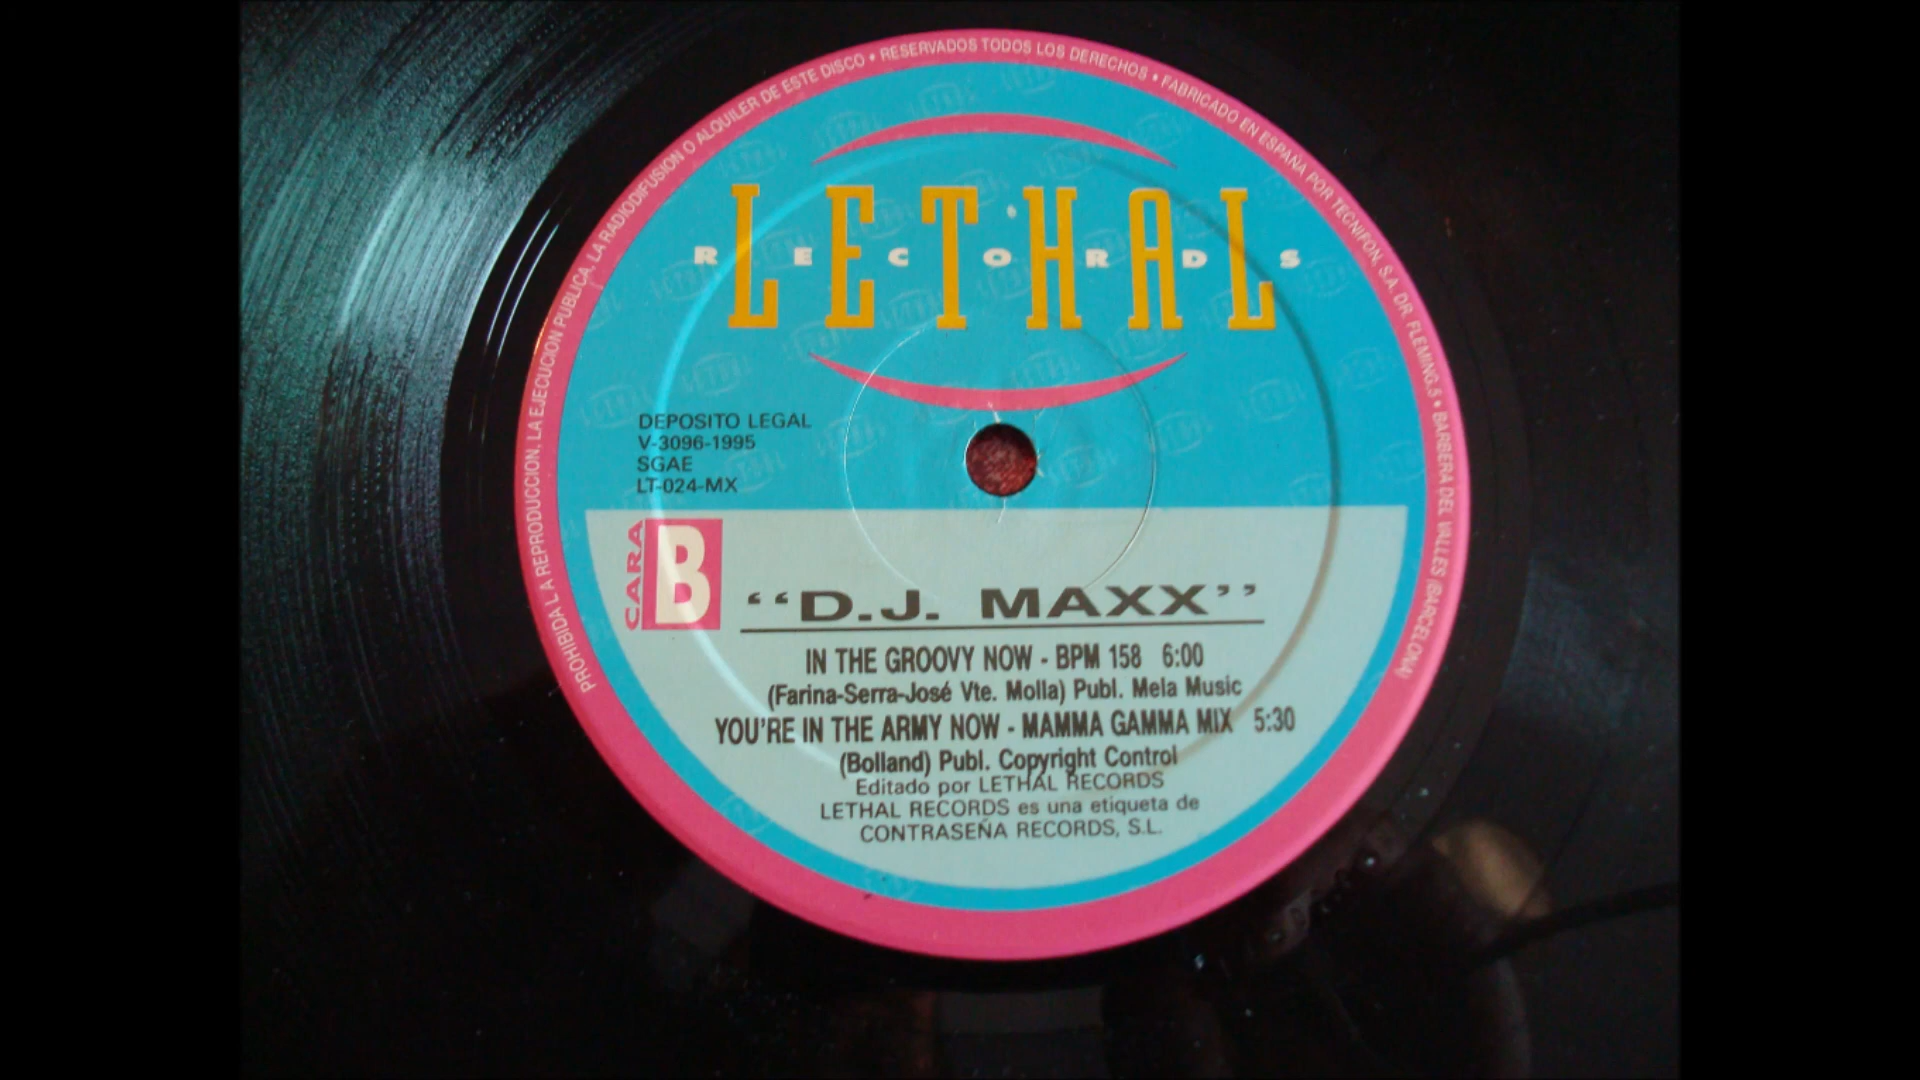 PROHIBIDA LA REPRODUCCION, LA EJECUCION PUBLICA, LA RADIODIFUSION O ALQUILER DE ESTE DISCO • RESERVADOS TODOS LOS DERECHOS • FABRICADO EN ESPAÑA POR TECNIFON, S.A. DR. FLEMING,5 • BARBERA DEL VALLES (BARCELONA)
LETHAL
RECORDS
DEPOSITO LEGAL
V-3096-1995
SGAE
LT-024-MX
CARA B
“D.J. MAXX”
IN THE GROOVY NOW - BPM 158 6:00
(Farina-Serra-José Vte. Molla) Publ. Mela Music
YOU'RE IN THE ARMY NOW - MAMMA GAMMA MIX 5:30
(Bolland) Publ. Copyright Control
Editado por LETHAL RECORDS
LETHAL RECORDS es una etiqueta de
CONTRASEÑA RECORDS, S.L.